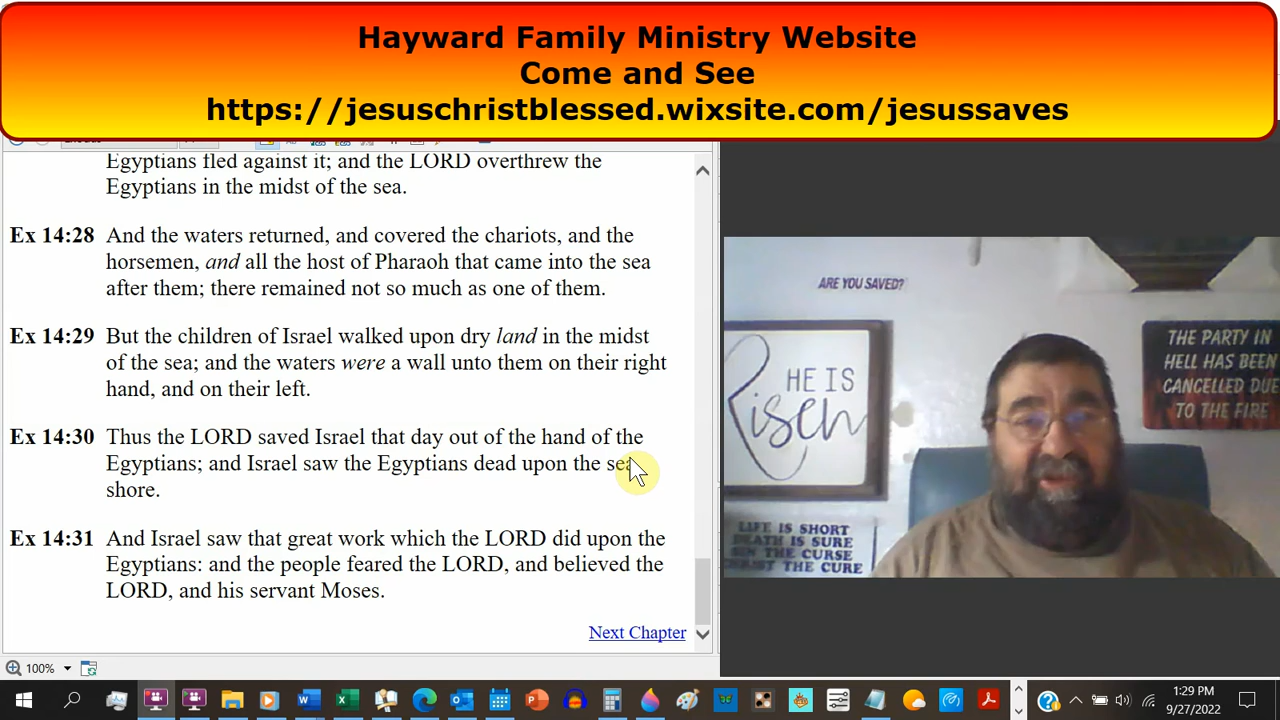 Hayward Family Ministry Website
Come and See
https://jesuschristblessed.wixsite.com/jesussaves
Egyptians fled against it; and the LORD overthrew the
Egyptians in the midst of the sea.
Ex 14:28 And the waters returned, and covered the chariots, and the
horsemen, and all the host of Pharaoh that came into the sea
after them; there remained not so much as one of them.
Ex 14:29 But the children of Israel walked upon dry land in the midst
of the sea; and the waters were a wall unto them on their right
hand, and on their left.
Ex 14:30 Thus the LORD saved Israel that day out of the hand of the
Egyptians; and Israel saw the Egyptians dead upon the sea
shore.
Ex 14:31 And Israel saw that great work which the LORD did upon the
Egyptians: and the people feared the LORD, and believed the
LORD, and his servant Moses.
Next Chapter
100%
ARE YOU SAVED?
HE IS
Risen
THE PARTY IN
HELL HAS BEEN
CANCELLED DUE
TO THE FIRE
LIFE IS SHORT
DEATH IS SURE
SIN THE CURSE
CHRIST THE CURE
1:29 PM
9/27/2022